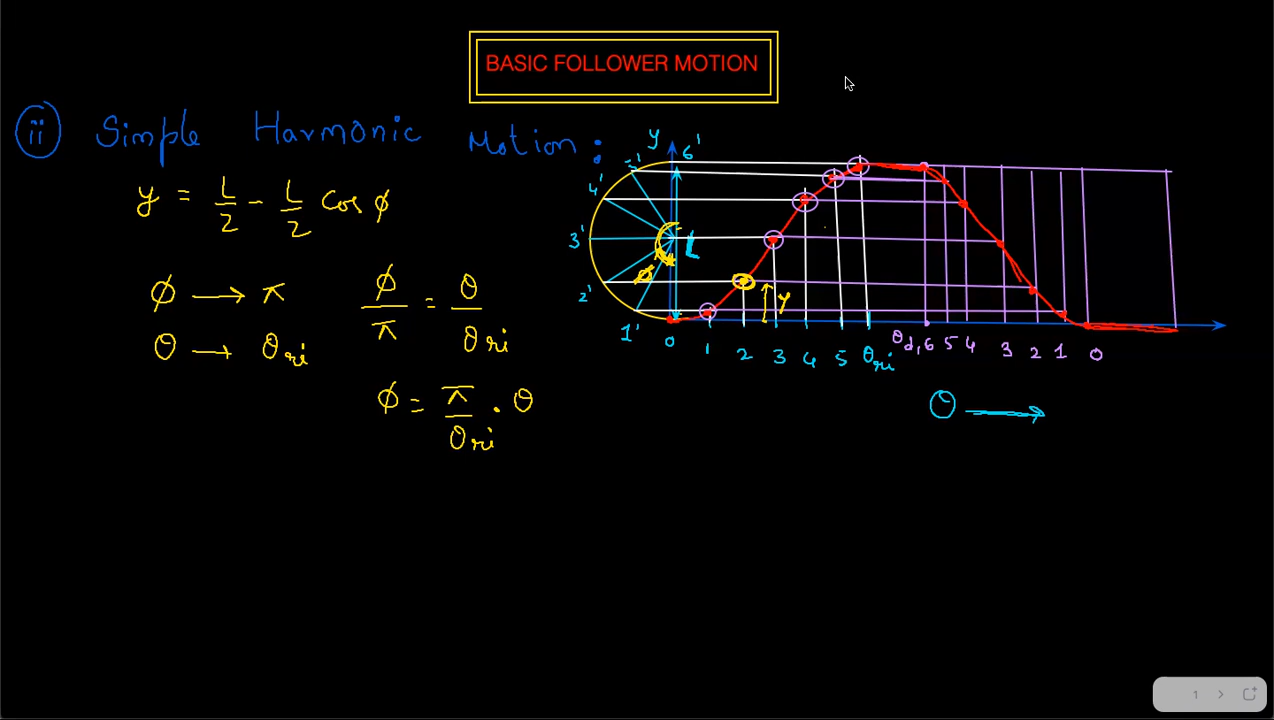 BASIC FOLLOWER MOTION
ii Simple Harmonic Motion :
y = L/2 - L/2 cos φ
φ → π
θ → θri
φ/π = θ/θri
φ = π/θri . θ
y
6'
5'
4'
3'
2'
1'
φ
L
y
0 1 2 3 4 5 θri θd,6 5 4 3 2 1 0
θ →
1